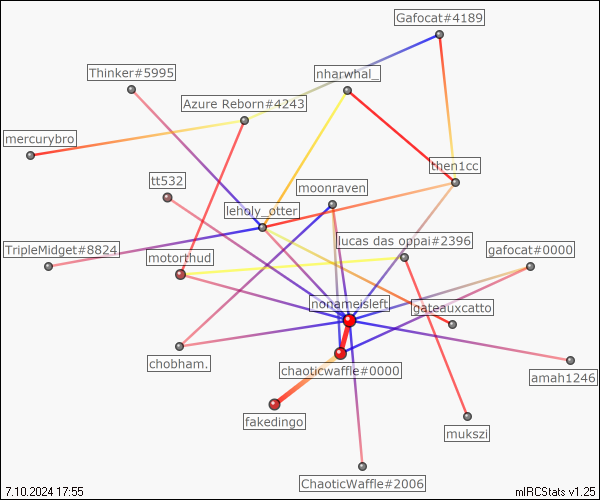 Gafocat#4189
Thinker#5995
nharwhal_
Azure Reborn#4243
mercurybro
then1cc
tt532
moonraven
leholy_otter
lucas das oppai#2396
TripleMidget#8824
motorthud
gafocat#0000
nonameisleft
gateauxcatto
chobham.
chaoticwaffle#0000
amah1246
fakedingo
mukszi
ChaoticWaffle#2006
7.10.2024 17:55
mIRCStats v1.25